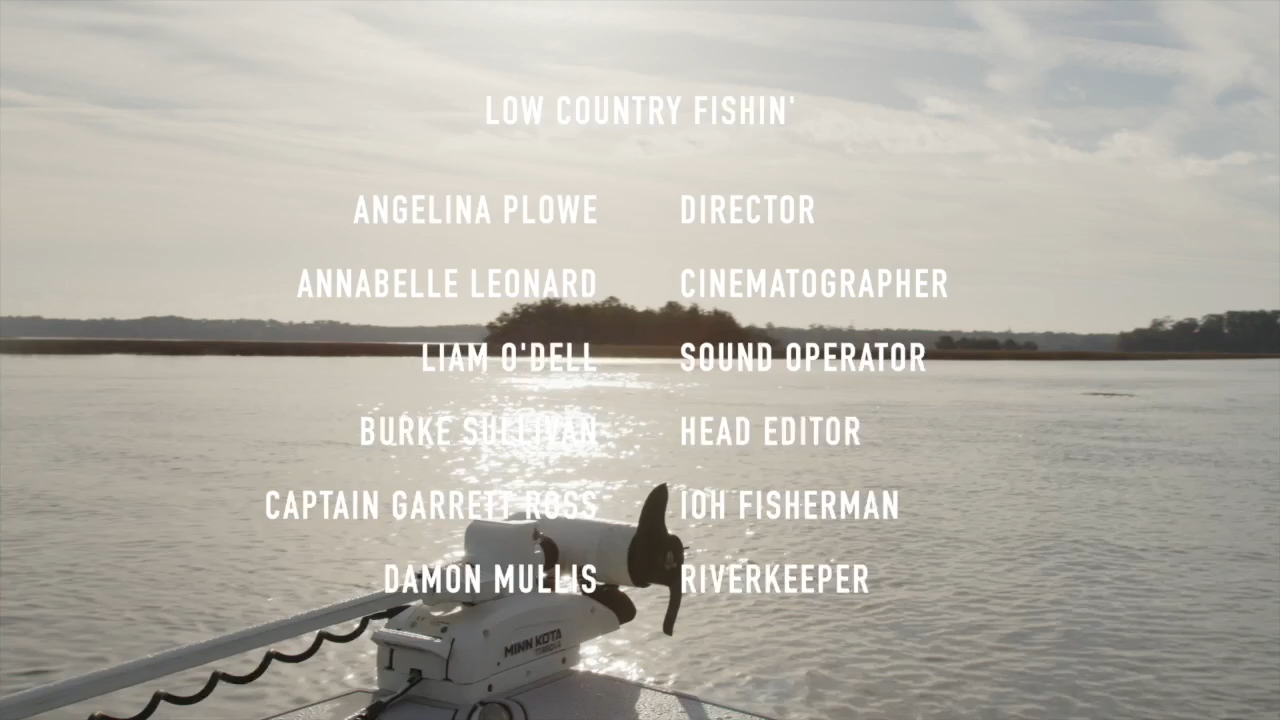 LOW COUNTRY FISHIN'
ANGELINA PLOWE DIRECTOR
ANNABELLE LEONARD CINEMATOGRAPHER
LIAM O'DELL SOUND OPERATOR
BURKE SULLIVAN HEAD EDITOR
CAPTAIN GARRETT ROSS IOH FISHERMAN
DAMON MULLIS RIVERKEEPER
MINN KOTA